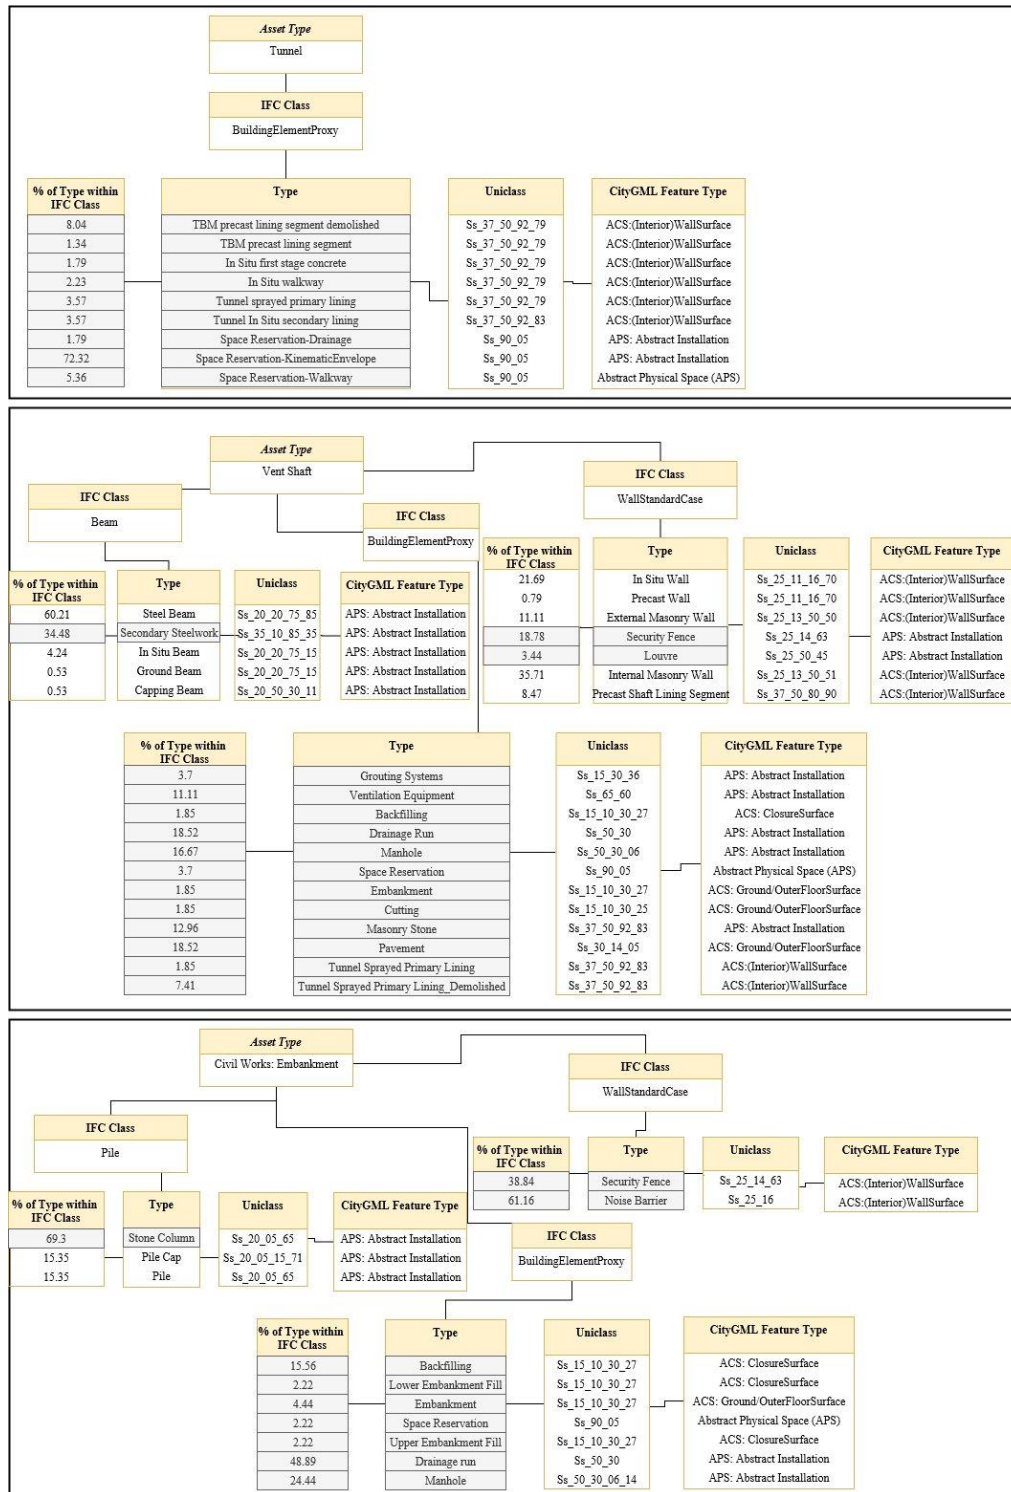 Asset Type
Tunnel
IFC Class
BuildingElementProxy
% of Type within IFC Class Type Uniclass CityGML Feature Type
8.04 TBM precast lining segment demolished Ss_37_50_92_79 ACS:(Interior)WallSurface
1.34 TBM precast lining segment Ss_37_50_92_79 ACS:(Interior)WallSurface
1.79 In Situ first stage concrete Ss_37_50_92_79 ACS:(Interior)WallSurface
2.23 In Situ walkway Ss_37_50_92_79 ACS:(Interior)WallSurface
3.57 Tunnel sprayed primary lining Ss_37_50_92_79 ACS:(Interior)WallSurface
3.57 Tunnel In Situ secondary lining Ss_37_50_92_83 ACS:(Interior)WallSurface
1.79 Space Reservation-Drainage Ss_90_05 APS: Abstract Installation
72.32 Space Reservation-KinematicEnvelope Ss_90_05 APS: Abstract Installation
5.36 Space Reservation-Walkway Ss_90_05 Abstract Physical Space (APS)
Asset Type
Vent Shaft
IFC Class
Beam
% of Type within IFC Class Type Uniclass CityGML Feature Type
60.21 Steel Beam Ss_20_20_75_85 APS: Abstract Installation
34.48 Secondary Steelwork Ss_35_10_85_35 APS: Abstract Installation
4.24 In Situ Beam Ss_20_20_75_15 APS: Abstract Installation
0.53 Ground Beam Ss_20_20_75_15 APS: Abstract Installation
0.53 Capping Beam Ss_20_50_30_11 APS: Abstract Installation
IFC Class
WallStandardCase
% of Type within IFC Class Type Uniclass CityGML Feature Type
21.69 In Situ Wall Ss_25_11_16_70 ACS:(Interior)WallSurface
0.79 Precast Wall Ss_25_11_16_70 ACS:(Interior)WallSurface
11.11 External Masonry Wall Ss_25_13_50_50 ACS:(Interior)WallSurface
18.78 Security Fence Ss_25_14_63 APS: Abstract Installation
3.44 Louvre Ss_25_50_45 APS: Abstract Installation
35.71 Internal Masonry Wall Ss_25_13_50_51 ACS:(Interior)WallSurface
8.47 Precast Shaft Lining Segment Ss_37_50_80_90 ACS:(Interior)WallSurface
IFC Class
BuildingElementProxy
% of Type within IFC Class Type Uniclass CityGML Feature Type
3.7 Grouting Systems Ss_15_30_36 APS: Abstract Installation
11.11 Ventilation Equipment Ss_65_60 APS: Abstract Installation
1.85 Backfilling Ss_15_10_30_27 ACS: ClosureSurface
18.52 Drainage Run Ss_50_30 APS: Abstract Installation
16.67 Manhole Ss_50_30_06 APS: Abstract Installation
3.7 Space Reservation Ss_90_05 Abstract Physical Space (APS)
1.85 Embankment Ss_15_10_30_27 ACS: Ground/OuterFloorSurface
1.85 Cutting Ss_15_10_30_25 ACS: Ground/OuterFloorSurface
12.96 Masonry Stone Ss_37_50_92_83 APS: Abstract Installation
18.52 Pavement Ss_30_14_05 ACS: Ground/OuterFloorSurface
1.85 Tunnel Sprayed Primary Lining Ss_37_50_92_83 ACS:(Interior)WallSurface
7.41 Tunnel Sprayed Primary Lining_Demolished Ss_37_50_92_83 ACS:(Interior)WallSurface
Asset Type
Civil Works: Embankment
IFC Class
Pile
% of Type within IFC Class Type Uniclass CityGML Feature Type
69.3 Stone Column Ss_20_05_65 APS: Abstract Installation
15.35 Pile Cap Ss_20_05_15_71 APS: Abstract Installation
15.35 Pile Ss_20_05_65 APS: Abstract Installation
IFC Class
WallStandardCase
% of Type within IFC Class Type Uniclass CityGML Feature Type
38.84 Security Fence Ss_25_14_63 ACS:(Interior)WallSurface
61.16 Noise Barrier Ss_25_16 ACS:(Interior)WallSurface
IFC Class
BuildingElementProxy
% of Type within IFC Class Type Uniclass CityGML Feature Type
15.56 Backfilling Ss_15_10_30_27 ACS: ClosureSurface
2.22 Lower Embankment Fill Ss_15_10_30_27 ACS: ClosureSurface
4.44 Embankment Ss_15_10_30_27 ACS: Ground/OuterFloorSurface
2.22 Space Reservation Ss_90_05 Abstract Physical Space (APS)
2.22 Upper Embankment Fill Ss_15_10_30_27 ACS: ClosureSurface
48.89 Drainage run Ss_50_30 APS: Abstract Installation
24.44 Manhole Ss_50_30_06_14 APS: Abstract Installation